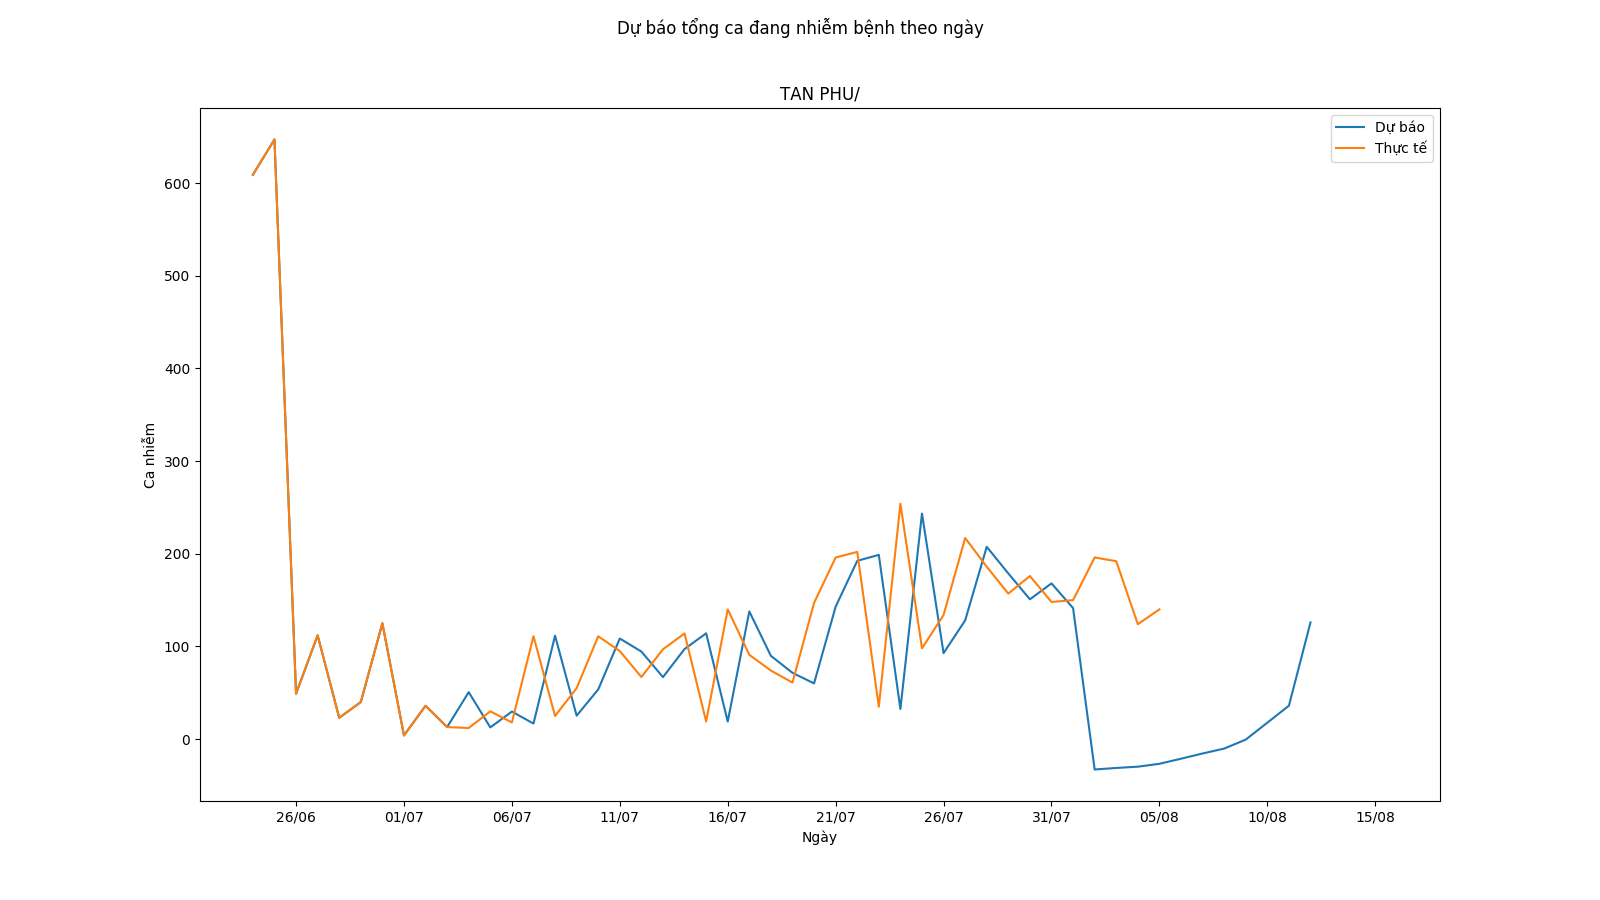 Dự báo tổng ca đang nhiễm bệnh theo ngày
TAN PHU/
Dự báo
Thực tế
600
500
400
300
200
100
0
Ca nhiễm
26/06 01/07 06/07 11/07 16/07 21/07 26/07 31/07 05/08 10/08 15/08
Ngày